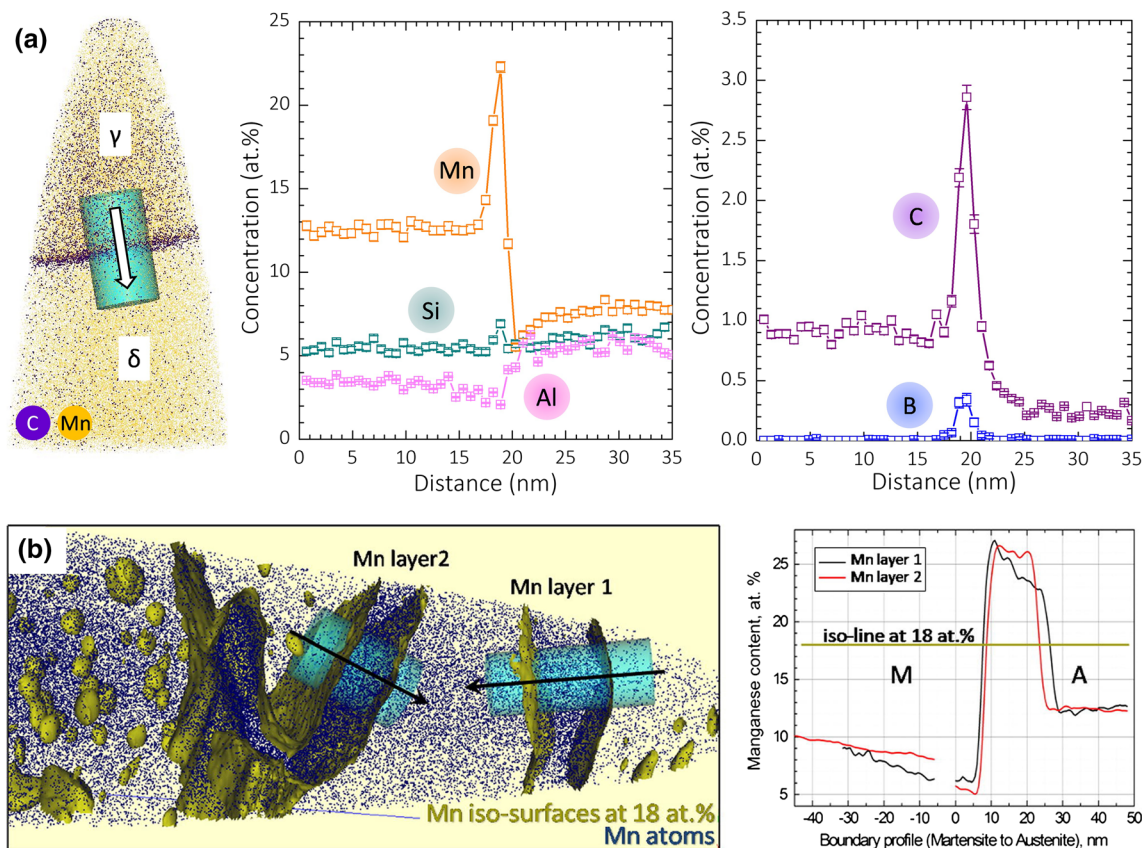 (a)
γ
δ
C
Mn
Concentration (at.%)
25
20
15
10
5
0
Mn
Si
Al
0 5 10 15 20 25 30 35
Distance (nm)
Concentration (at.%)
3.5
3.0
2.5
2.0
1.5
1.0
0.5
0.0
C
B
0 5 10 15 20 25 30 35
Distance (nm)
(b)
Mn layer2
Mn layer 1
Mn iso-surfaces at 18 at.%
Mn atoms
Manganese content, at. %
25
20
15
10
5
Mn layer 1
Mn layer 2
iso-line at 18 at.%
M
A
-40 -30 -20 -10 0 10 20 30 40 50
Boundary profile (Martensite to Austenite), nm